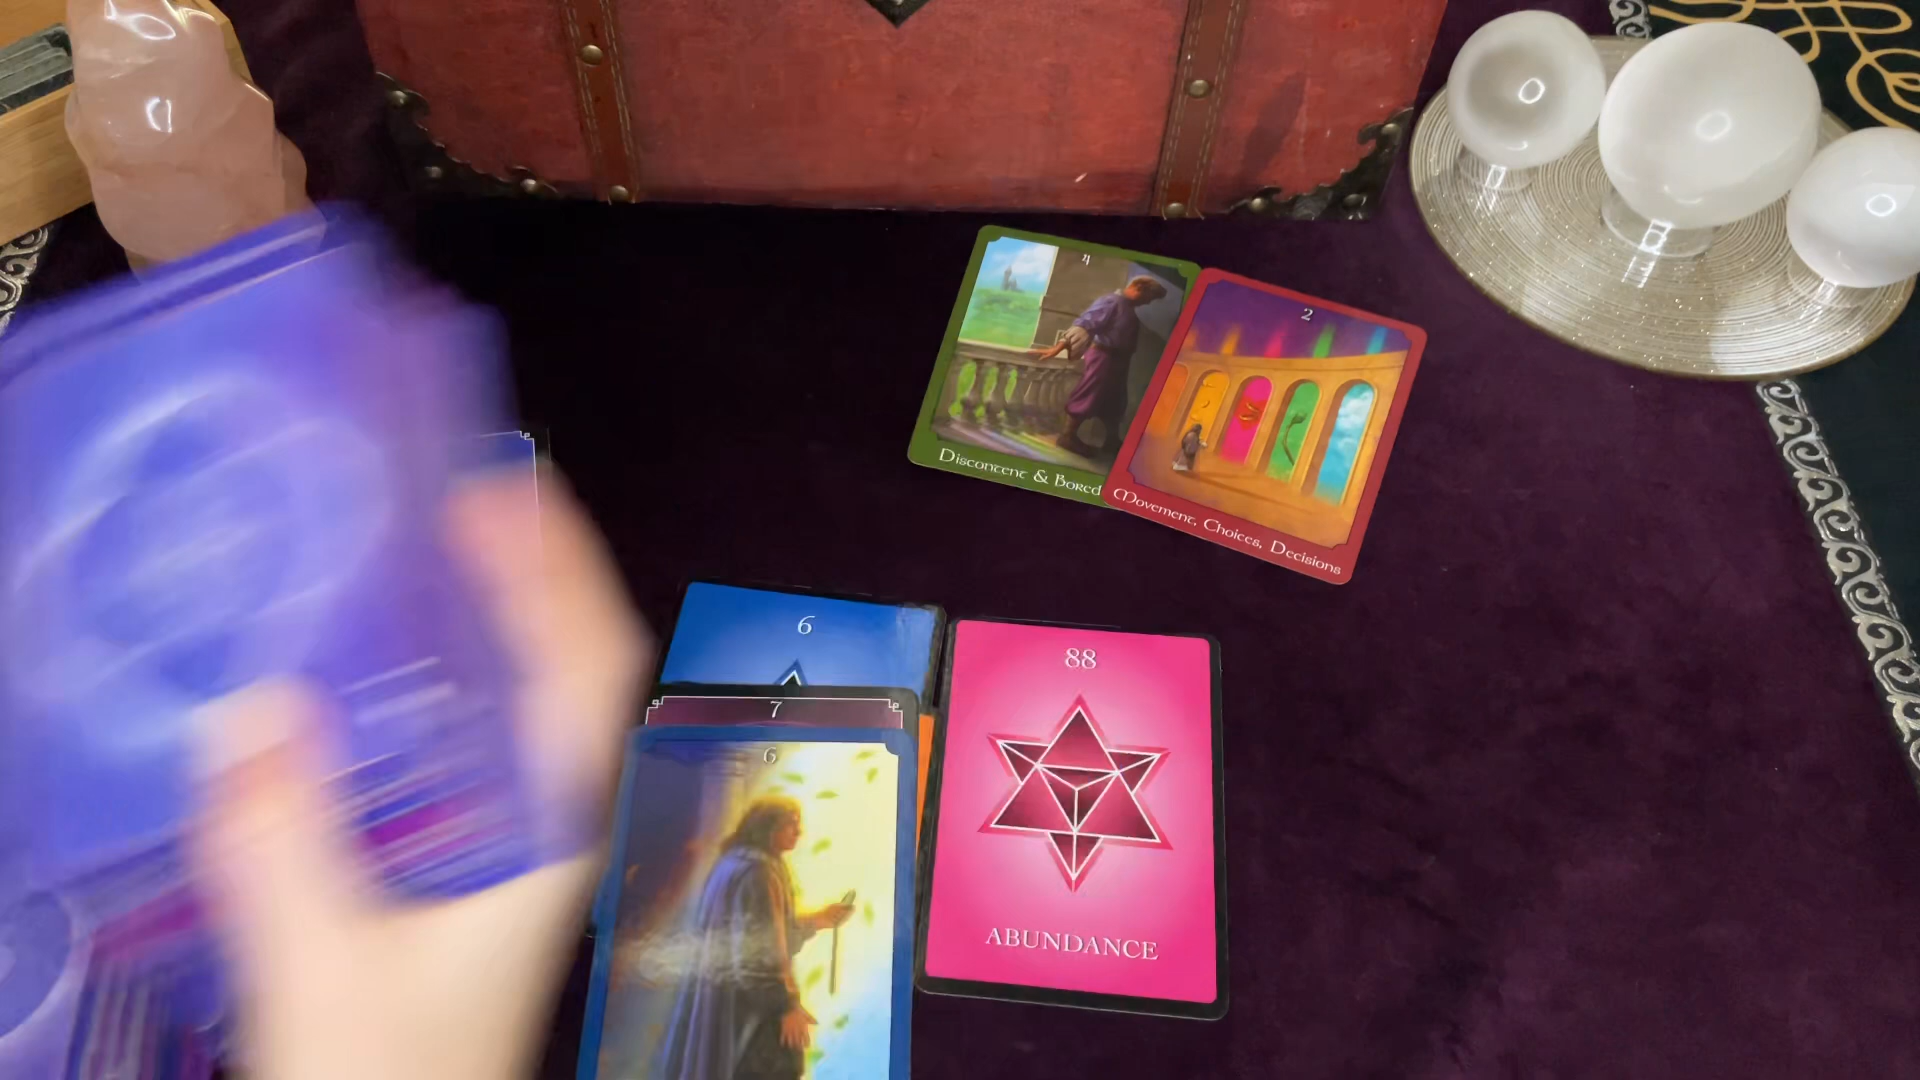 4
Discontent & Bored
2
Movement, Choices, Decisions
6
7
6
88
ABUNDANCE